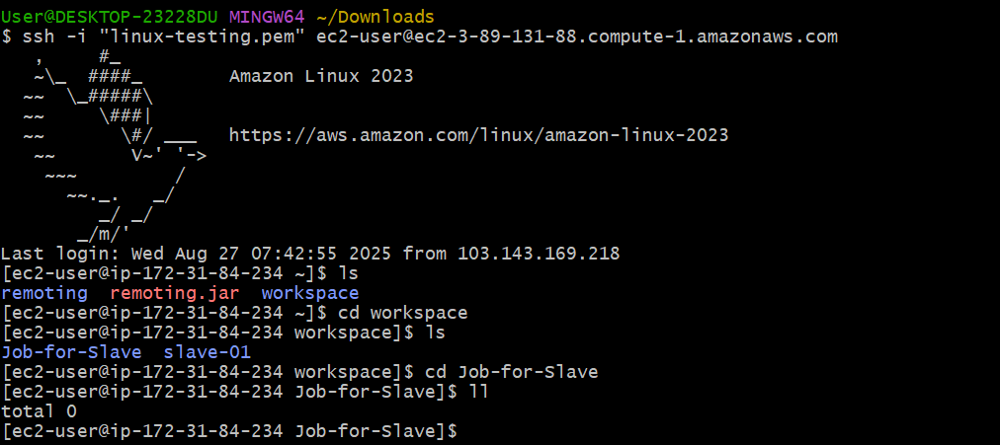 User@DESKTOP-23228DU MINGW64 ~/Downloads
$ ssh -i "linux-testing.pem" ec2-user@ec2-3-89-131-88.compute-1.amazonaws.com
   ,     #_
   ~\_  ####_        Amazon Linux 2023
  ~~  \_#####\
  ~~     \###|
  ~~       \#/ ___   https://aws.amazon.com/linux/amazon-linux-2023
   ~~       V~' '->
    ~~~         /
      ~~._.   _/
         _/ _/
       _/m/'
Last login: Wed Aug 27 07:42:55 2025 from 103.143.169.218
[ec2-user@ip-172-31-84-234 ~]$ ls
remoting  remoting.jar  workspace
[ec2-user@ip-172-31-84-234 ~]$ cd workspace
[ec2-user@ip-172-31-84-234 workspace]$ ls
Job-for-Slave  slave-01
[ec2-user@ip-172-31-84-234 workspace]$ cd Job-for-Slave
[ec2-user@ip-172-31-84-234 Job-for-Slave]$ ll
total 0
[ec2-user@ip-172-31-84-234 Job-for-Slave]$